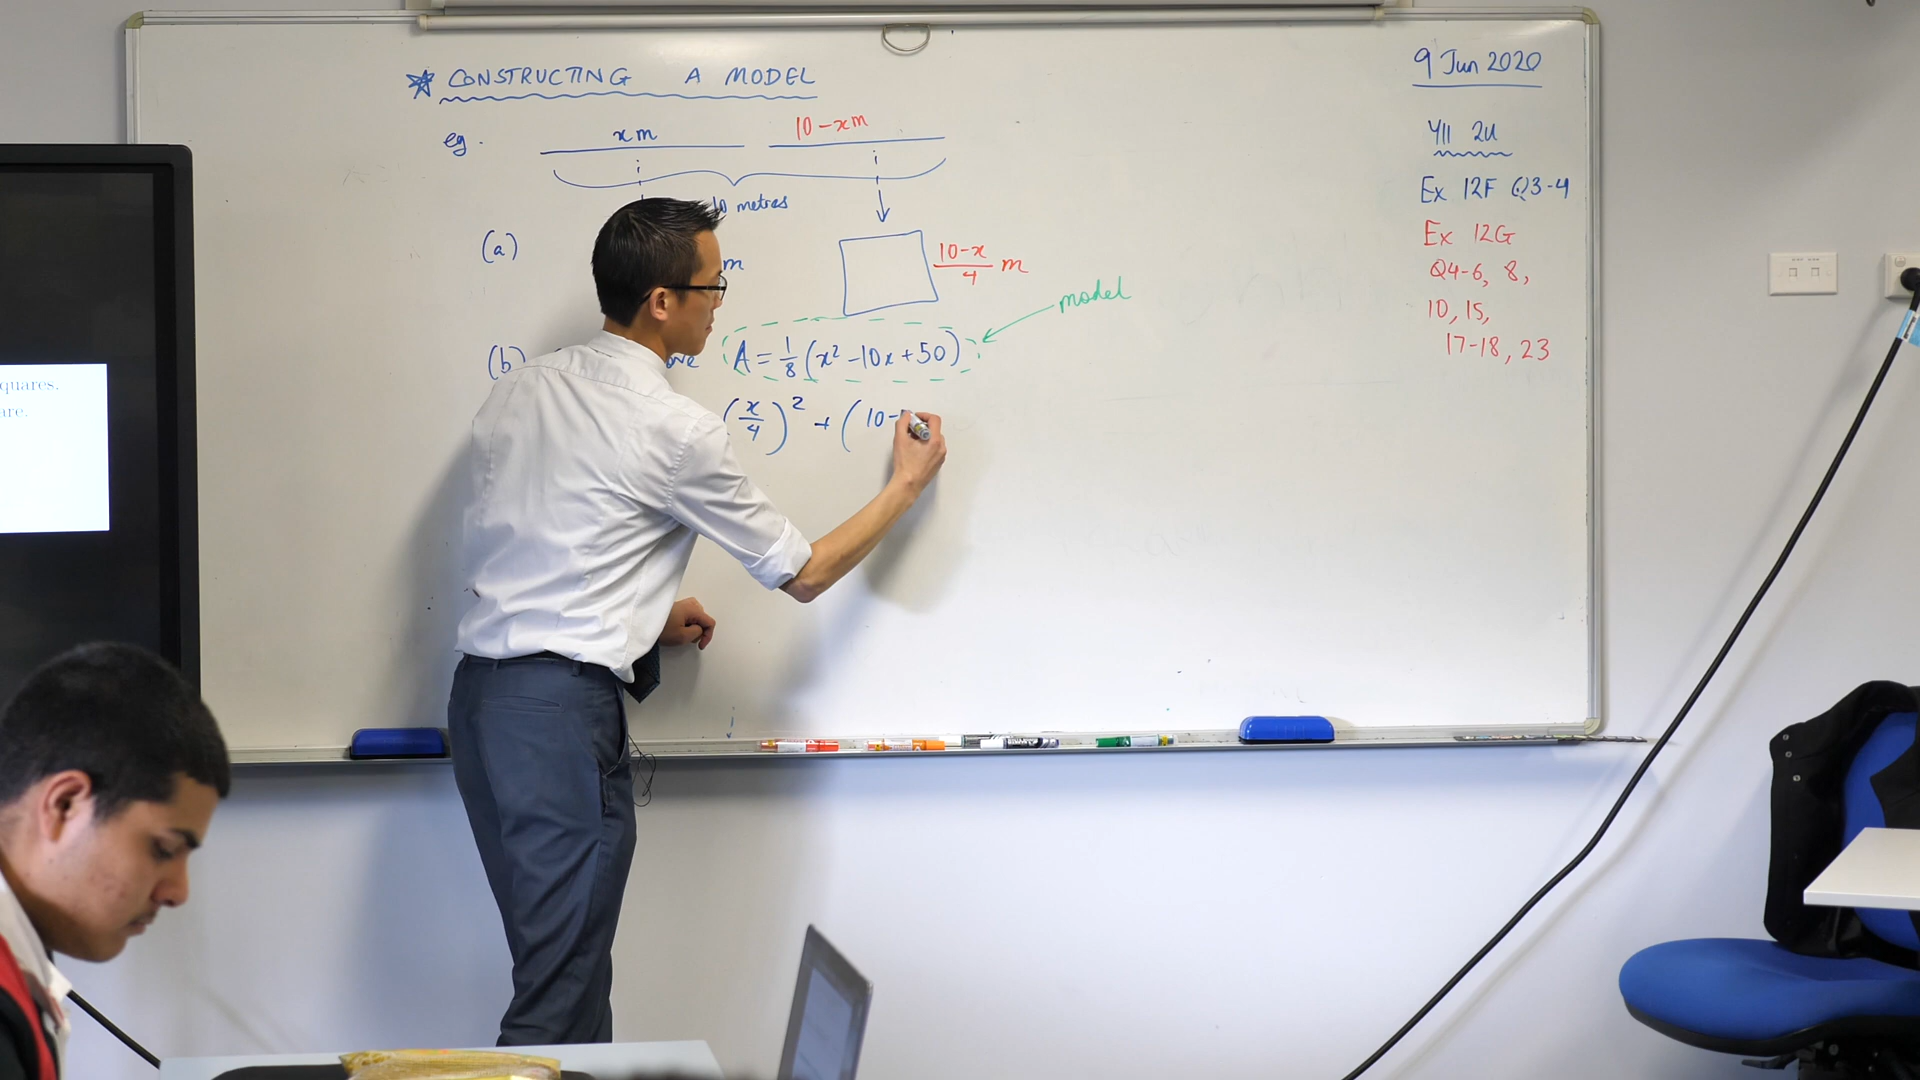 CONSTRUCTING A MODEL
eg.
x m
10 - x m
10 metres
(a)
m
10-x/4 m
model
(b)
A = 1/8 (x² - 10x + 50)
(x/4)² + (10-
9 Jun 2020
Y11 2U
Ex 12F Q3-4
Ex 12G
Q4-6, 8,
10, 15,
17-18, 23
quares.
are.